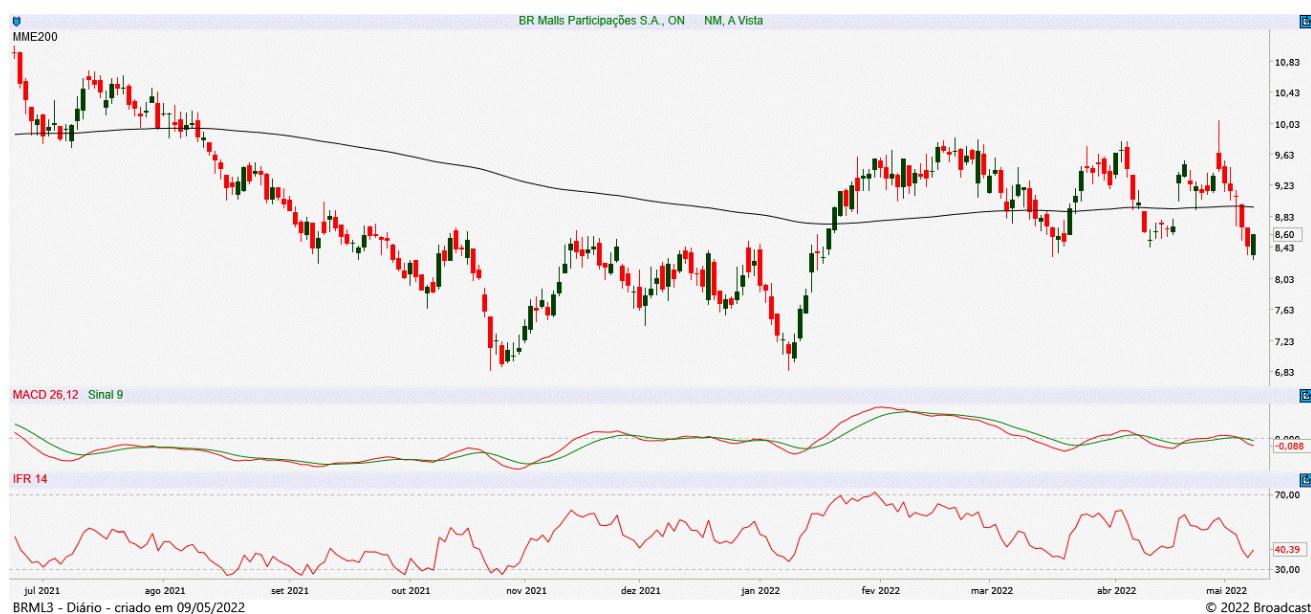 BR Malls Participações S.A., ON NM, A Vista
MME200
10,83
10,43
10,03
9,63
9,23
8,83
8,60
8,43
8,03
7,63
7,23
6,83
MACD 26,12 Sinal 9
0,000
-0,088
IFR 14
70,00
40,39
30,00
jul 2021 ago 2021 set 2021 out 2021 nov 2021 dez 2021 jan 2022 fev 2022 mar 2022 abr 2022 mai 2022
BRML3 - Diário - criado em 09/05/2022 © 2022 Broadcast